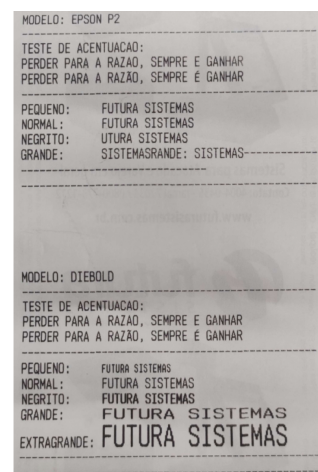 MODELO: EPSON P2
TESTE DE ACENTUACAO:
PERDER PARA A RAZAO, SEMPRE E GANHAR
PERDER PARA A RAZÃO, SEMPRE É GANHAR
PEQUENO: FUTURA SISTEMAS
NORMAL: FUTURA SISTEMAS
NEGRITO: UTURA SISTEMAS
GRANDE: SISTEMASRANDE: SISTEMAS
MODELO: DIEBOLD
TESTE DE ACENTUACAO:
PERDER PARA A RAZAO, SEMPRE E GANHAR
PERDER PARA A RAZÃO, SEMPRE É GANHAR
PEQUENO: FUTURA SISTEMAS
NORMAL: FUTURA SISTEMAS
NEGRITO: FUTURA SISTEMAS
GRANDE: FUTURA SISTEMAS
EXTRAGRANDE: FUTURA SISTEMAS